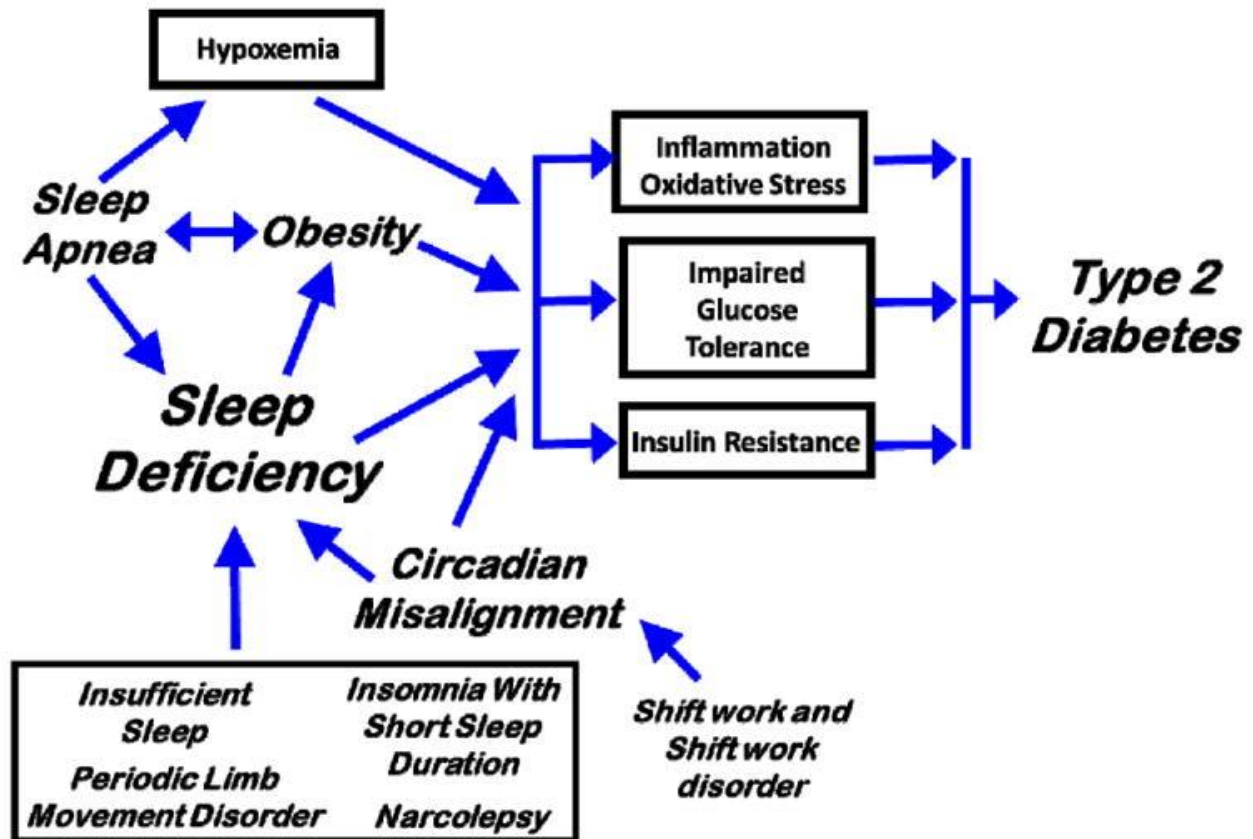 Hypoxemia
Inflammation
Oxidative Stress
Sleep
Apnea
Obesity
Impaired
Glucose
Tolerance
Type 2
Diabetes
Sleep
Deficiency
Insulin Resistance
Circadian
Misalignment
Insufficient
Sleep
Periodic Limb
Movement Disorder
Insomnia With
Short Sleep
Duration
Narcolepsy
Shift work and
Shift work
disorder